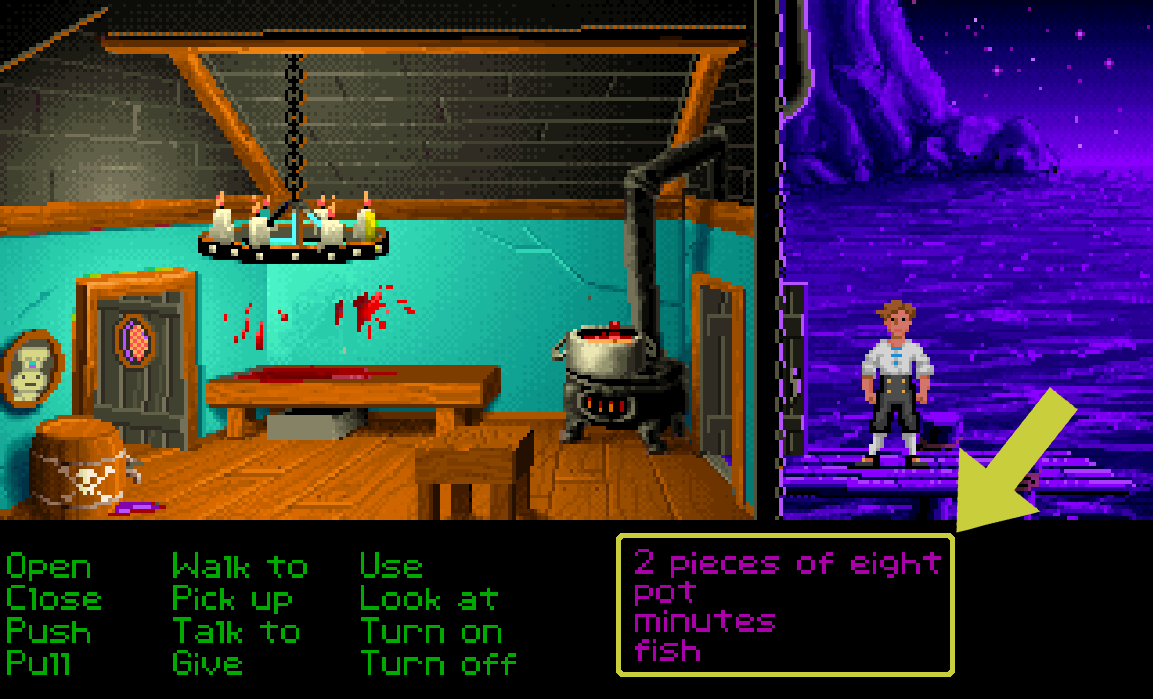 Open
Close
Push
Pull
Walk to
Pick up
Talk to
Give
Use
Look at
Turn on
Turn off
2 pieces of eight
pot
minutes
fish